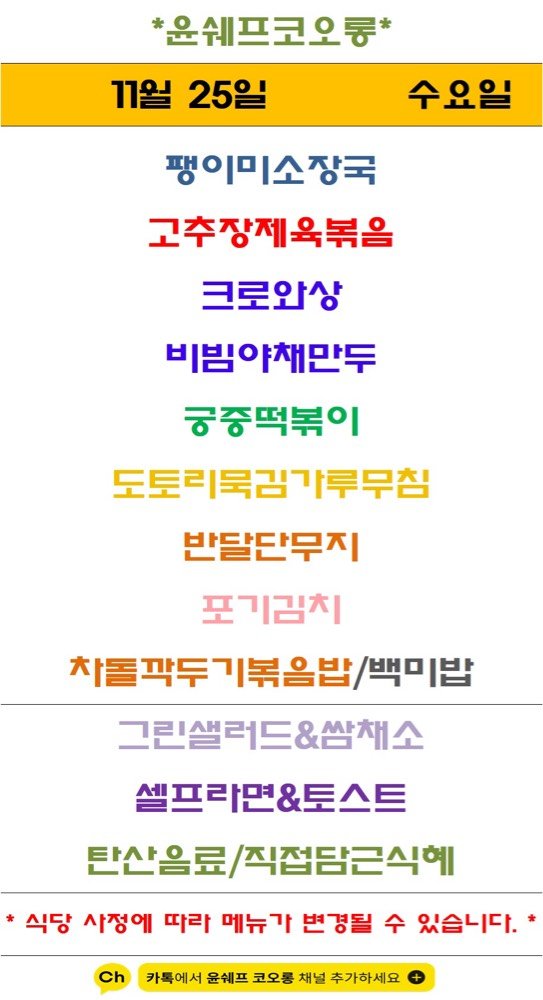 *윤쉐프코오롱*
11월 25일 수요일
팽이미소장국
고추장제육볶음
크로와상
비빔야채만두
궁중떡볶이
도토리묵김가루무침
반달단무지
포기김치
차돌깍두기볶음밥/백미밥
그린샐러드&쌈채소
셀프라면&토스트
탄산음료/직접담근식혜
* 식당 사정에 따라 메뉴가 변경될 수 있습니다. *
Ch 카톡에서 윤쉐프 코오롱 채널 추가하세요